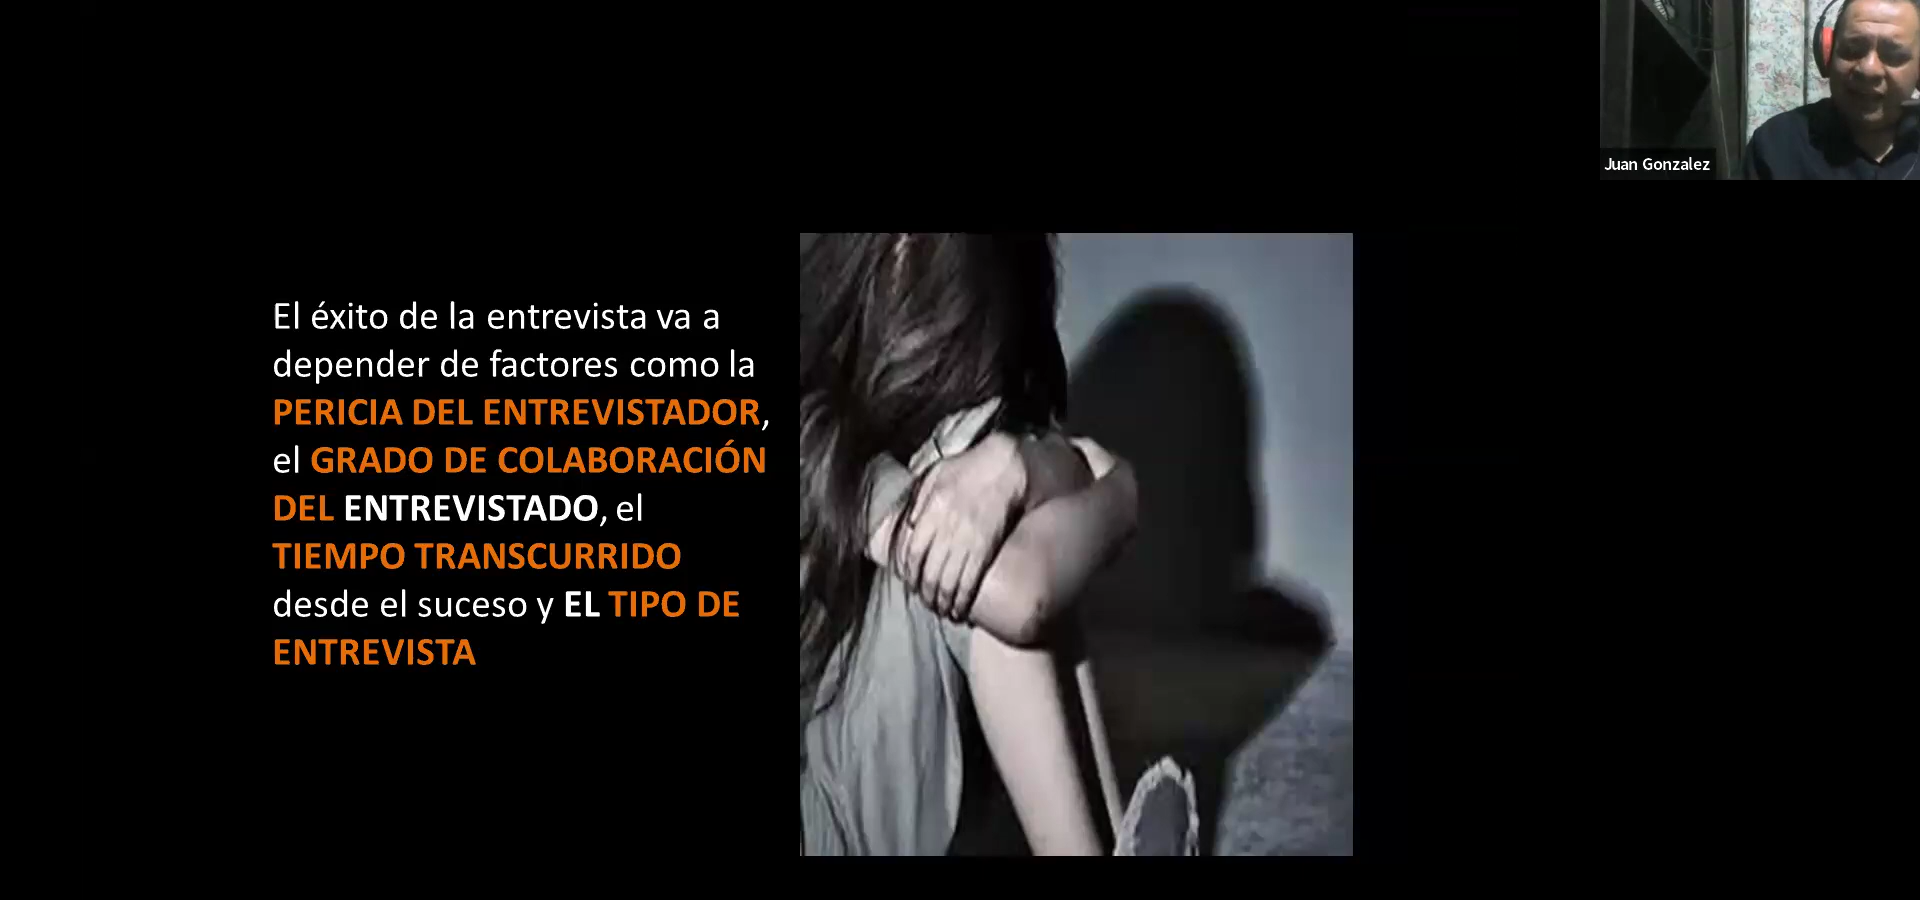 Juan Gonzalez
El éxito de la entrevista va a
depender de factores como la
PERICIA DEL ENTREVISTADOR,
el GRADO DE COLABORACIÓN
DEL ENTREVISTADO, el
TIEMPO TRANSCURRIDO
desde el suceso y EL TIPO DE
ENTREVISTA